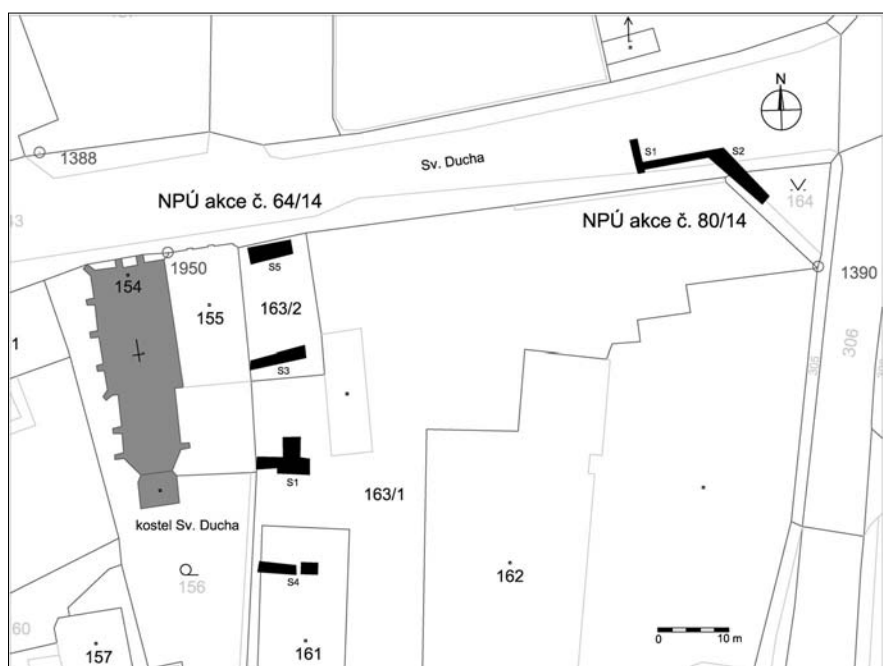 N
S1
S2
1388
Sv. Ducha
164
NPÚ akce č. 64/14
NPÚ akce č. 80/14
1950
S5
154
1390
155
163/2
1
306
305
S3
S1
163/1
kostel Sv. Ducha
S4
156
162
60
0 10 m
157
161